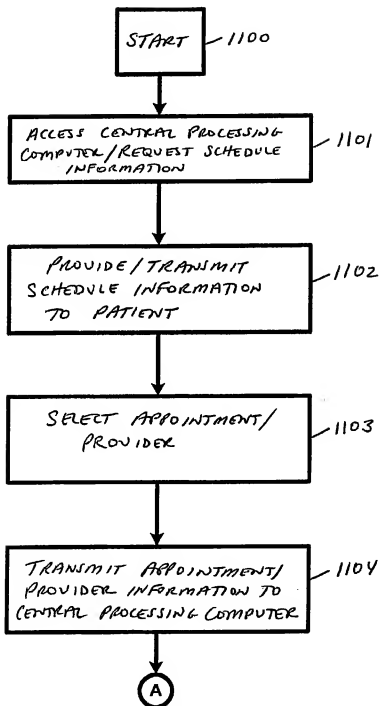 START
1100
ACCESS CENTRAL PROCESSING
COMPUTER/REQUEST SCHEDULE
INFORMATION
1101
PROVIDE/TRANSMIT
SCHEDULE INFORMATION
TO PATIENT
1102
SELECT APPOINTMENT/
PROVIDER
1103
TRANSMIT APPOINTMENT/
PROVIDER INFORMATION TO
CENTRAL PROCESSING COMPUTER
1104
A